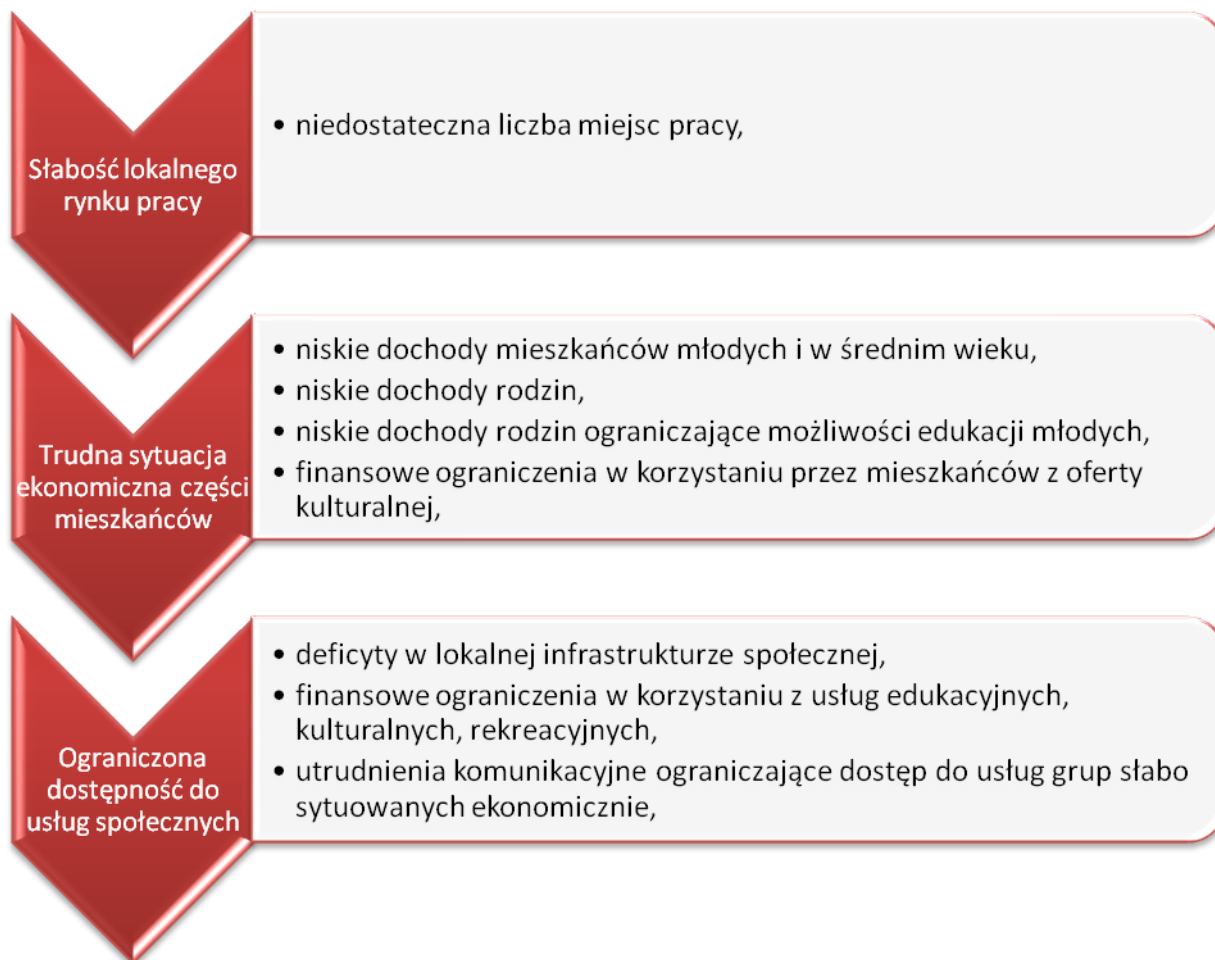 Słabość lokalnego
rynku pracy
• niedostateczna liczba miejsc pracy,
Trudna sytuacja
ekonomiczna części
mieszkańców
• niskie dochody mieszkańców młodych i w średnim wieku,
• niskie dochody rodzin,
• niskie dochody rodzin ograniczające możliwości edukacji młodych,
• finansowe ograniczenia w korzystaniu przez mieszkańców z oferty
kulturalnej,
Ograniczona
dostępność do
usług społecznych
• deficyty w lokalnej infrastrukturze społecznej,
• finansowe ograniczenia w korzystaniu z usług edukacyjnych,
kulturalnych, rekreacyjnych,
• utrudnienia komunikacyjne ograniczające dostęp do usług grup słabo
sytuowanych ekonomicznie,